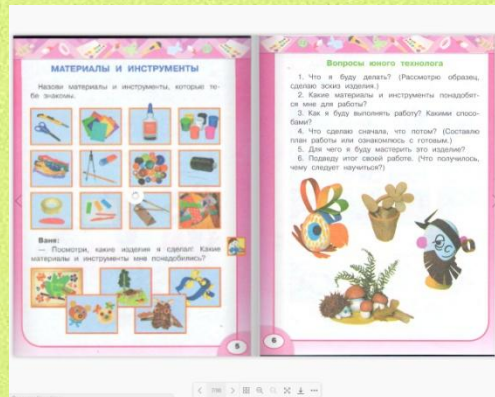 МАТЕРИАЛЫ И ИНСТРУМЕНТЫ
Назови материалы и инструменты, которые те-
бе знакомы.
Ваня:
— Посмотри, какие изделия я сделал! Какие
материалы и инструменты мне понадобились?
5
Вопросы юного технолога
1. Что я буду делать? (Рассмотрю образец,
сделаю эскиз изделия.)
2. Какие материалы и инструменты понадобят-
ся мне для работы?
3. Как я буду выполнять работу? Какими спосо-
бами?
4. Что сделаю сначала, что потом? (Составлю
план работы или ознакомлюсь с готовым.)
5. Для чего я буду мастерить это изделие?
6. Подведу итог своей работе. (Что получилось,
чему следует научиться?)
6